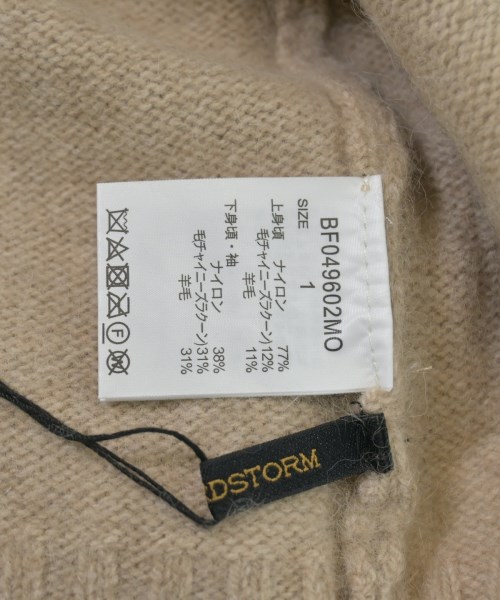 BF049602MO
SIZE 1
上身頃 ナイロン 77%
毛(チャイニーズラクーン) 12%
羊毛 11%
下身頃・袖
ナイロン 38%
毛(チャイニーズラクーン) 31%
羊毛 31%
F
RDSTORM